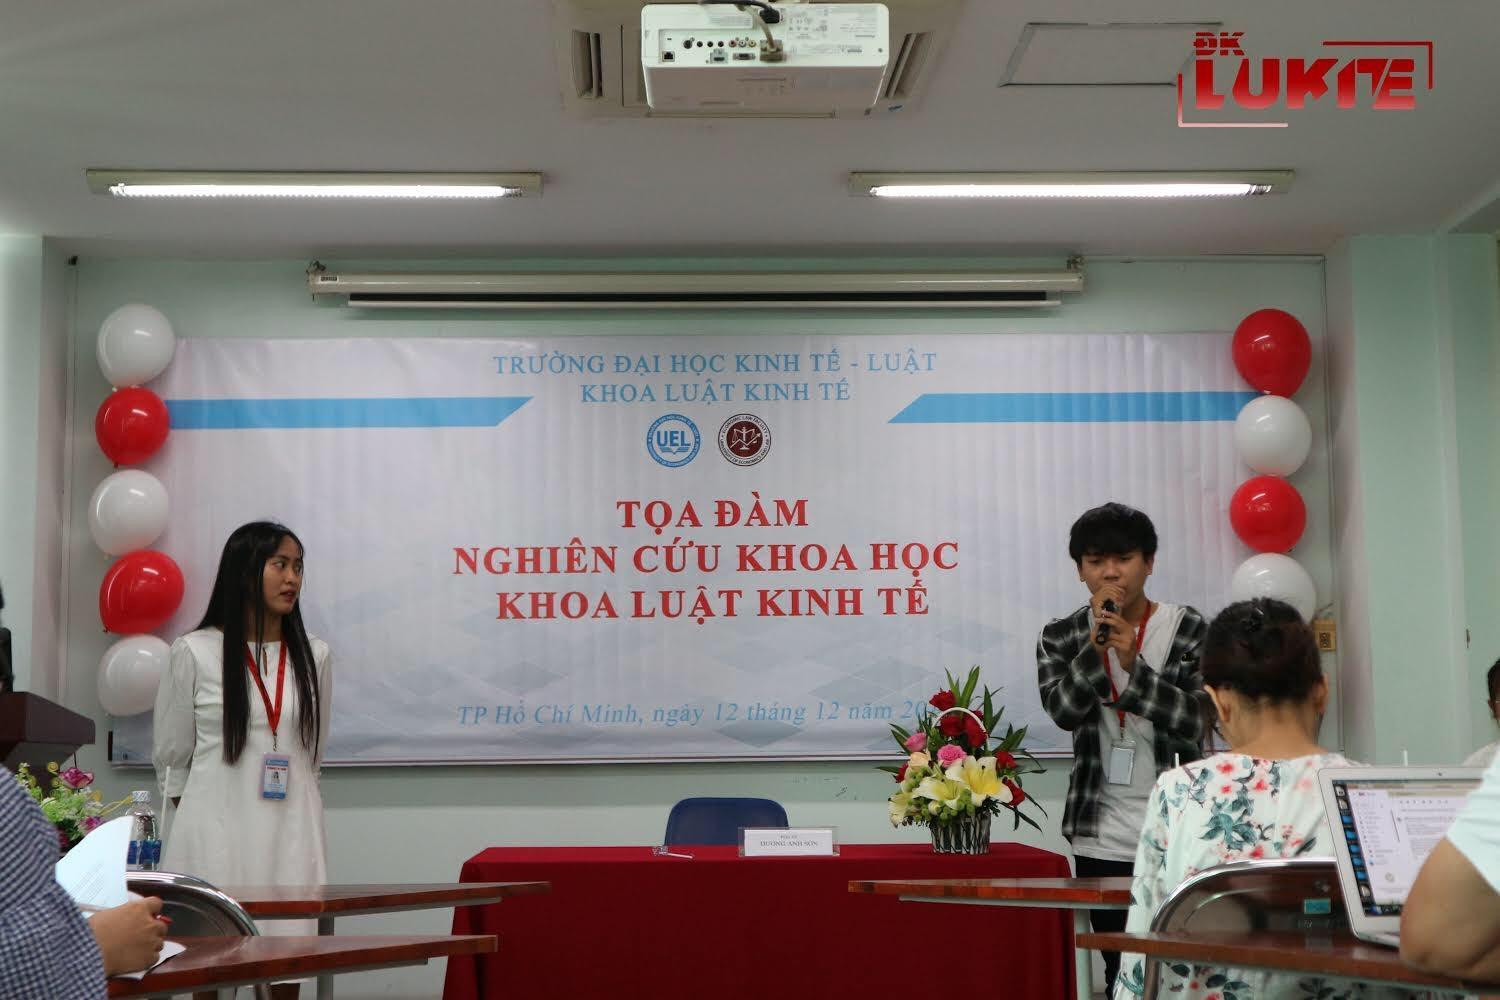 ĐK
LUKITE
TRƯỜNG ĐẠI HỌC KINH TẾ - LUẬT
KHOA LUẬT KINH TẾ
UEL
TỌA ĐÀM
NGHIÊN CỨU KHOA HỌC
KHOA LUẬT KINH TẾ
TP Hồ Chí Minh, ngày 12 tháng 12 năm
DƯƠNG ANH SƠN